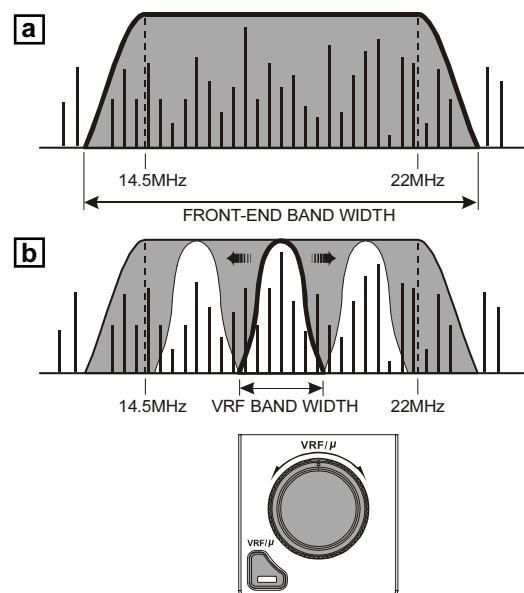 a
14.5MHz 22MHz
FRONT-END BAND WIDTH
b
14.5MHz 22MHz
VRF BAND WIDTH
VRF/μ
VRF/μ